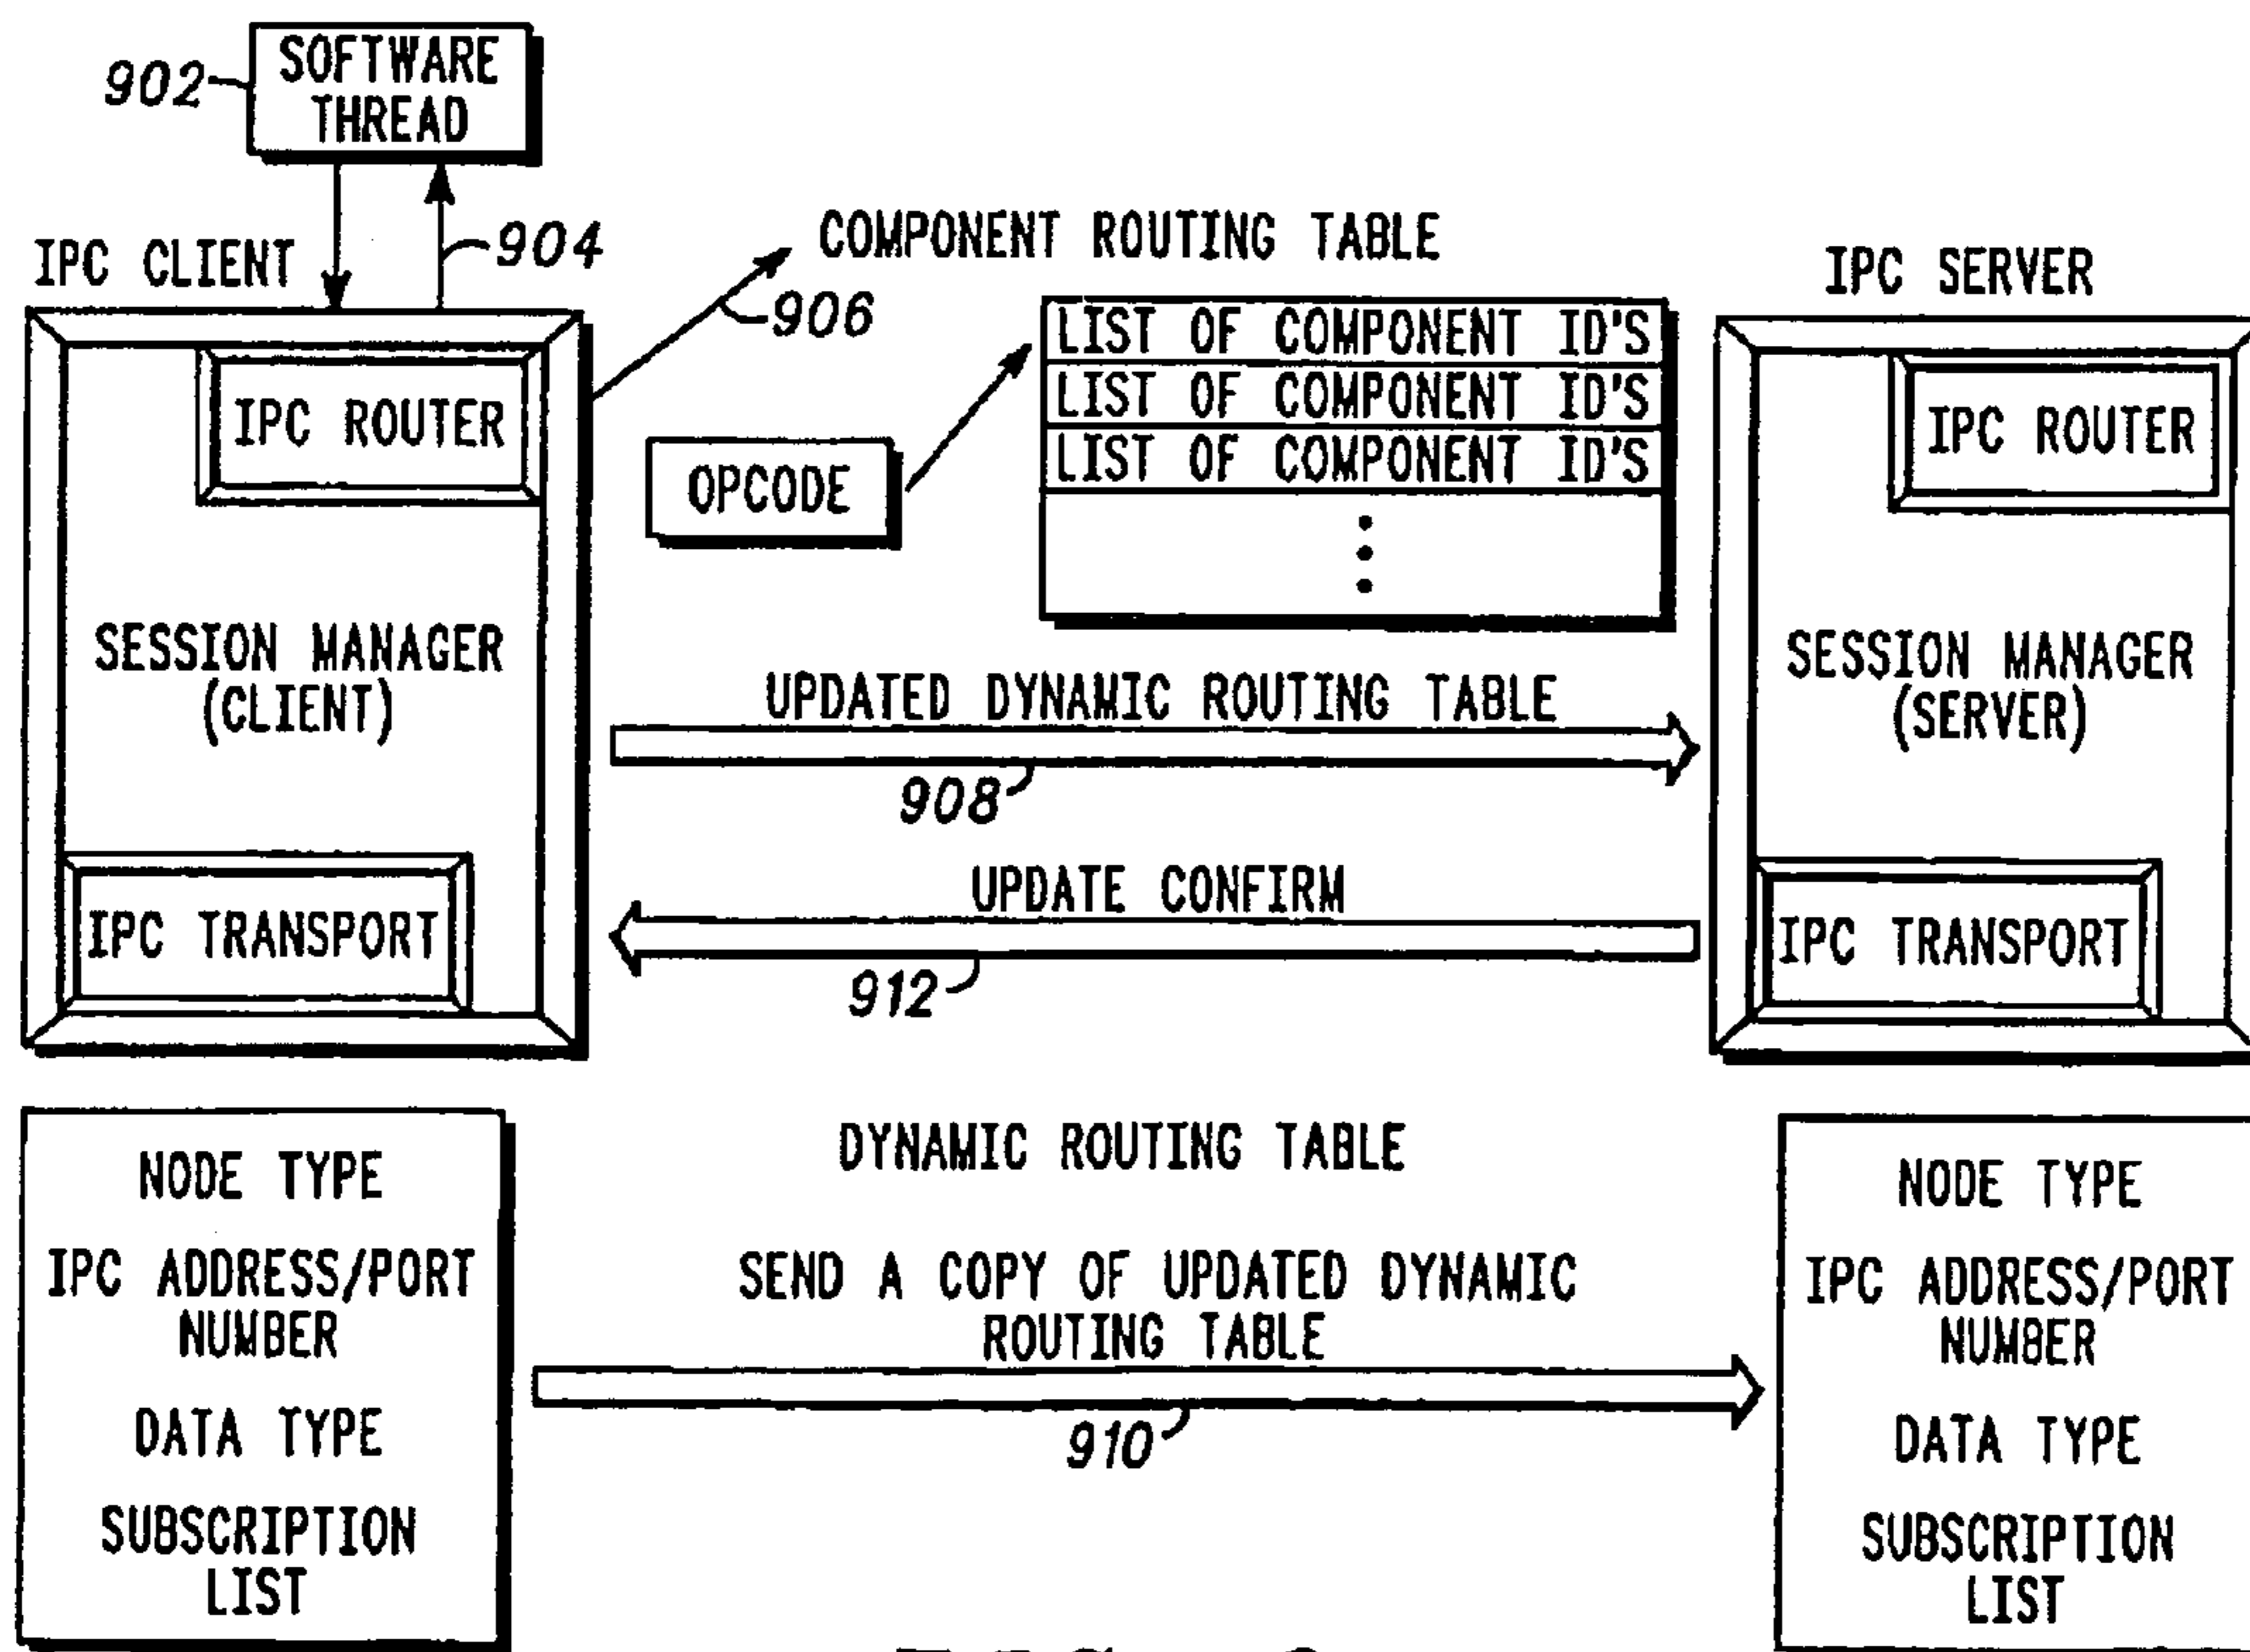 902
SOFTWARE
THREAD
904
IPC CLIENT
COMPONENT ROUTING TABLE
906
IPC SERVER
LIST OF COMPONENT ID'S
LIST OF COMPONENT ID'S
LIST OF COMPONENT ID'S
IPC ROUTER
OPCODE
IPC ROUTER
SESSION MANAGER
(CLIENT)
SESSION MANAGER
(SERVER)
UPDATED DYNAMIC ROUTING TABLE
908
UPDATE CONFIRM
912
IPC TRANSPORT
IPC TRANSPORT
NODE TYPE
IPC ADDRESS/PORT
NUMBER
DATA TYPE
SUBSCRIPTION
LIST
DYNAMIC ROUTING TABLE
SEND A COPY OF UPDATED DYNAMIC
ROUTING TABLE
910
NODE TYPE
IPC ADDRESS/PORT
NUMBER
DATA TYPE
SUBSCRIPTION
LIST